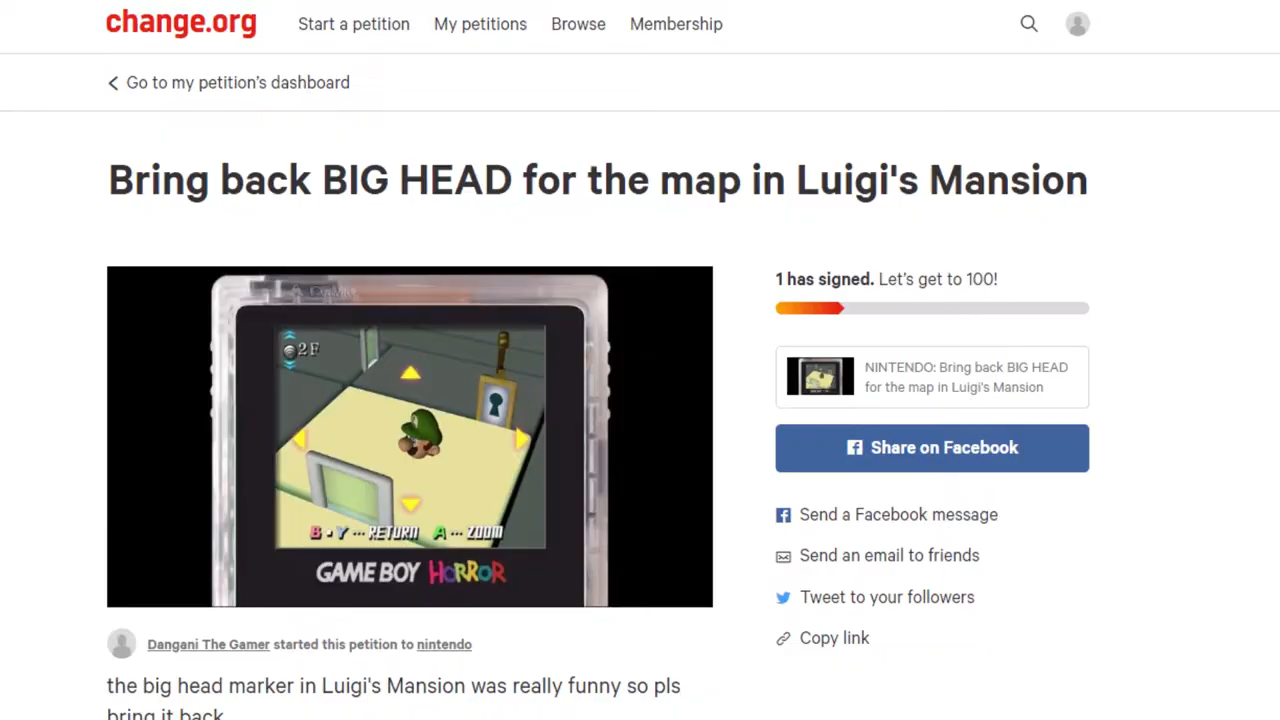 change.org
Start a petition
My petitions
Browse
Membership
Go to my petition's dashboard
Bring back BIG HEAD for the map in Luigi's Mansion
2F
B • Y ··· RETURN A ··· ZOOM
GAME BOY HORROR
1 has signed. Let's get to 100!
NINTENDO: Bring back BIG HEAD
for the map in Luigi's Mansion
Share on Facebook
Send a Facebook message
Send an email to friends
Tweet to your followers
Copy link
Dangani The Gamer started this petition to nintendo
the big head marker in Luigi's Mansion was really funny so pls
bring it back